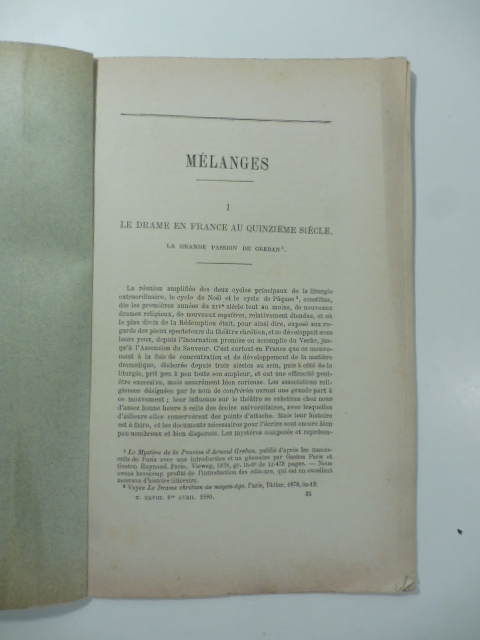 MÉLANGES
I
LE DRAME EN FRANCE AU QUINZIÈME SIÈCLE.
LA GRANDE PASSION DE GREBAN¹.
La réunion amplifiée des deux cycles principaux de la liturgie
extraordinaire, le cycle de Noël et le cycle de Pâques², constitua,
dès les premières années du XIVᵉ siècle tout au moins, de nouveaux
drames religieux, de nouveaux mystères, relativement étendus, et où
le plan divin de la Rédemption était, pour ainsi dire, exposé aux re-
gards des pieux spectateurs du théâtre chrétien, et se développait sous
leurs yeux, depuis l'Incarnation promise ou accomplie du Verbe, jus-
qu'à l'Ascension du Sauveur. C'est surtout en France que ce mouve-
ment à la fois de concentration et de développement de la matière
dramatique, élaborée depuis trois siècles au sein, puis à côté de la
liturgie, prit peu à peu toute son ampleur, et eut une efficacité peut-
être excessive, mais assurément bien curieuse. Les associations reli-
gieuses désignées par le nom de confréries eurent une grande part à
ce mouvement ; leur influence sur le théâtre se substitua chez nous
d'assez bonne heure à celle des écoles universitaires, avec lesquelles
d'ailleurs elles conservèrent des points d'attache. Mais leur histoire
est à faire, et les documents nécessaires pour l'écrire sont encore bien
peu nombreux et bien dispersés. Les mystères composés et représen-
¹ Le Mystère de la Passion d'Arnoul Greban, publié d'après les manus-
crits de Paris avec une introduction et un glossaire par Gaston Paris et
Gaston Raynaud. Paris, Vieweg, 1878, gr. in-8º de 472 pages. — Nous
avons beaucoup profité de l'introduction des éditeurs, qui est un excellent
morceau d'histoire littéraire.
² Voyez Le Drame chrétien au moyen-âge. Paris, Didier, 1878, in-12.
T. XXVII. 1ᵉʳ AVRIL 1880. 35